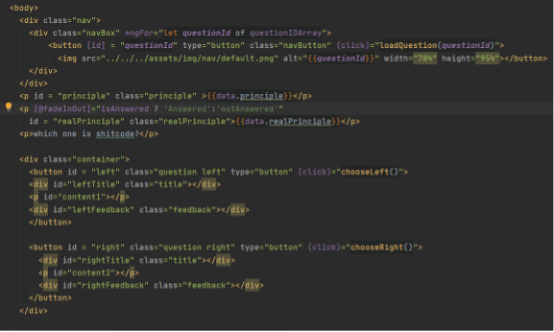 <body>
<div class="nav">
<div class="navBox" *ngFor="let questionId of questionIDArray">
<button [id] = "questionId" type="button" class="navButton" (click)="loadQuestion(questionId)">
<img src="../../../assets/img/nav/default.png" alt="{{questionId}}" width="70%" height="95%"></button>
</div>
</div>
<p id = "principle" class="principle" >{{data.principle}}</p>
<p [@fadeInOut]="isAnswered ? 'Answered':'notAnswered'"
id = "realPrinciple" class="realPrinciple">{{data.realPrinciple}}</p>
<p>which one is shitcode?</p>
<div class="container">
<button id = "left" class="question left" type="button" (click)="chooseLeft()">
<div id="leftTitle" class="title"></div>
<p id="content1"></p>
<div id="leftFeedback" class="feedback"></div>
</button>
<button id = "right" class="question right" type="button" (click)="chooseRight()">
<div id="rightTitle" class="title"></div>
<p id="content2"></p>
<div id="rightFeedback" class="feedback"></div>
</button>
</div>